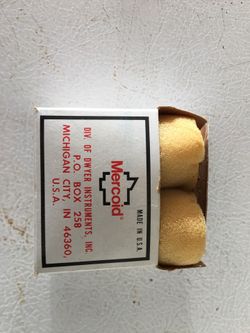 MADE IN U.S.A.
Mercoid®
DIV. OF DWYER INSTRUMENTS, INC.
P.O. BOX 258
MICHIGAN CITY, IN 46360,
U.S.A.